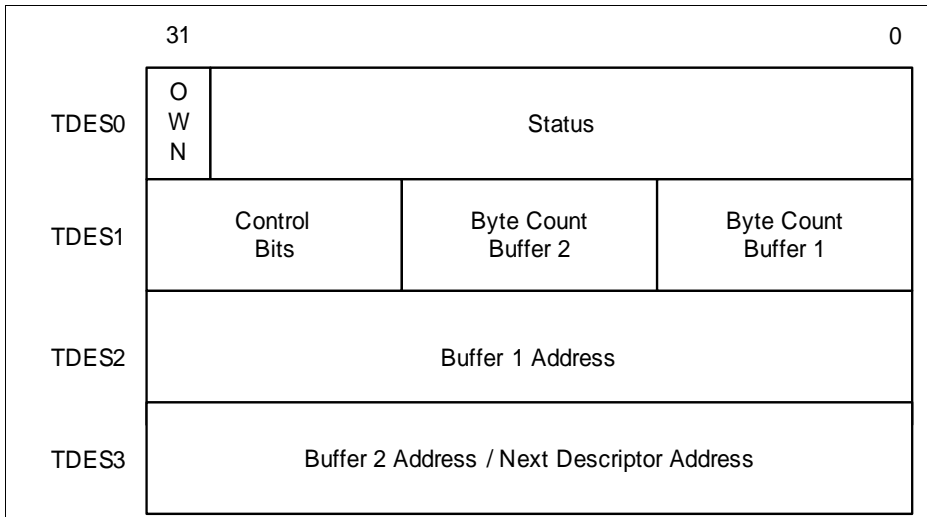 31 0
TDES0
O
W
N
Status
TDES1
Control
Bits
Byte Count
Buffer 2
Byte Count
Buffer 1
TDES2
Buffer 1 Address
TDES3
Buffer 2 Address / Next Descriptor Address